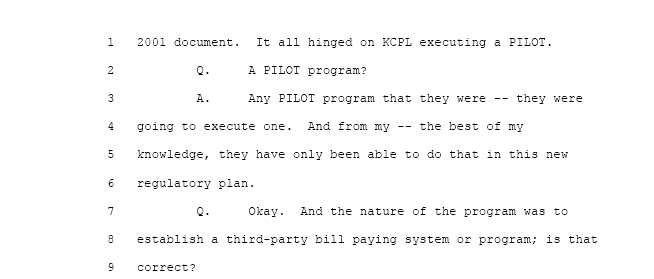 1 2001 document. It all hinged on KCPL executing a PILOT.
2 Q. A PILOT program?
3 A. Any PILOT program that they were -- they were
4 going to execute one. And from my -- the best of my
5 knowledge, they have only been able to do that in this new
6 regulatory plan.
7 Q. Okay. And the nature of the program was to
8 establish a third-party bill paying system or program; is that
9 correct?